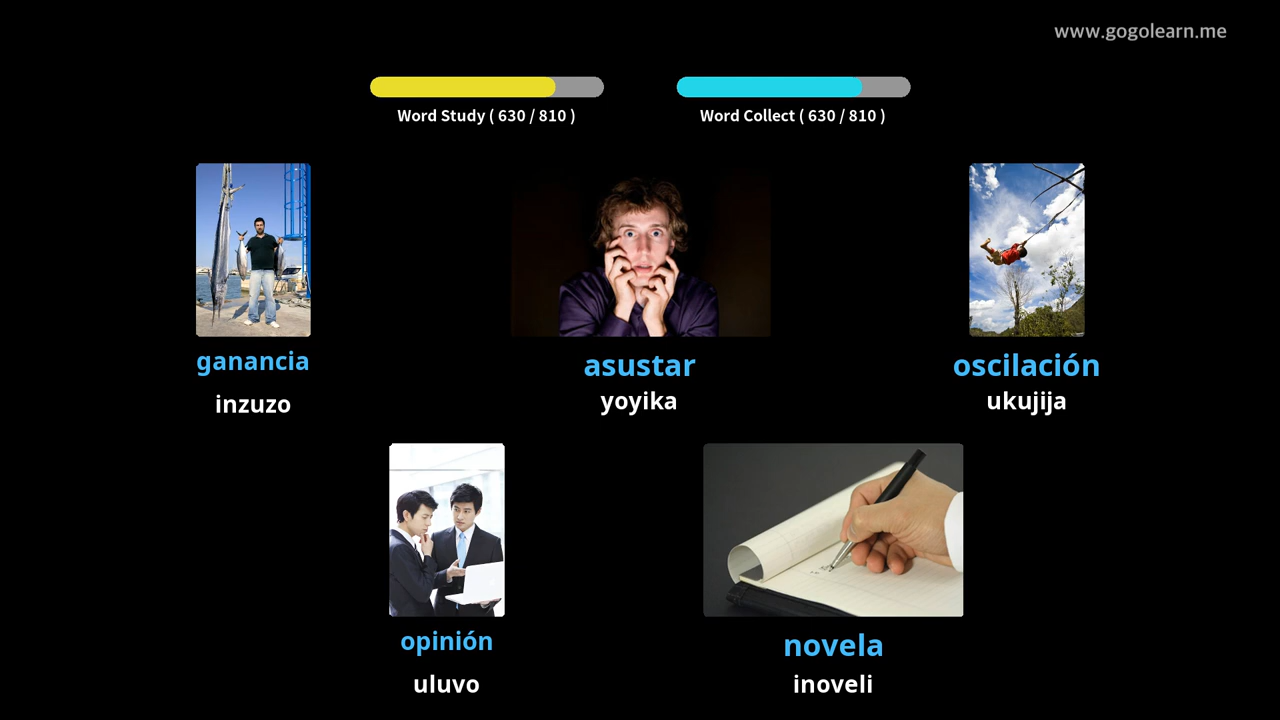 www.gogolearn.me
Word Study ( 630 / 810 )
Word Collect ( 630 / 810 )
ganancia
inzuzo
asustar
yoyika
oscilación
ukujija
opinión
uluvo
novela
inoveli